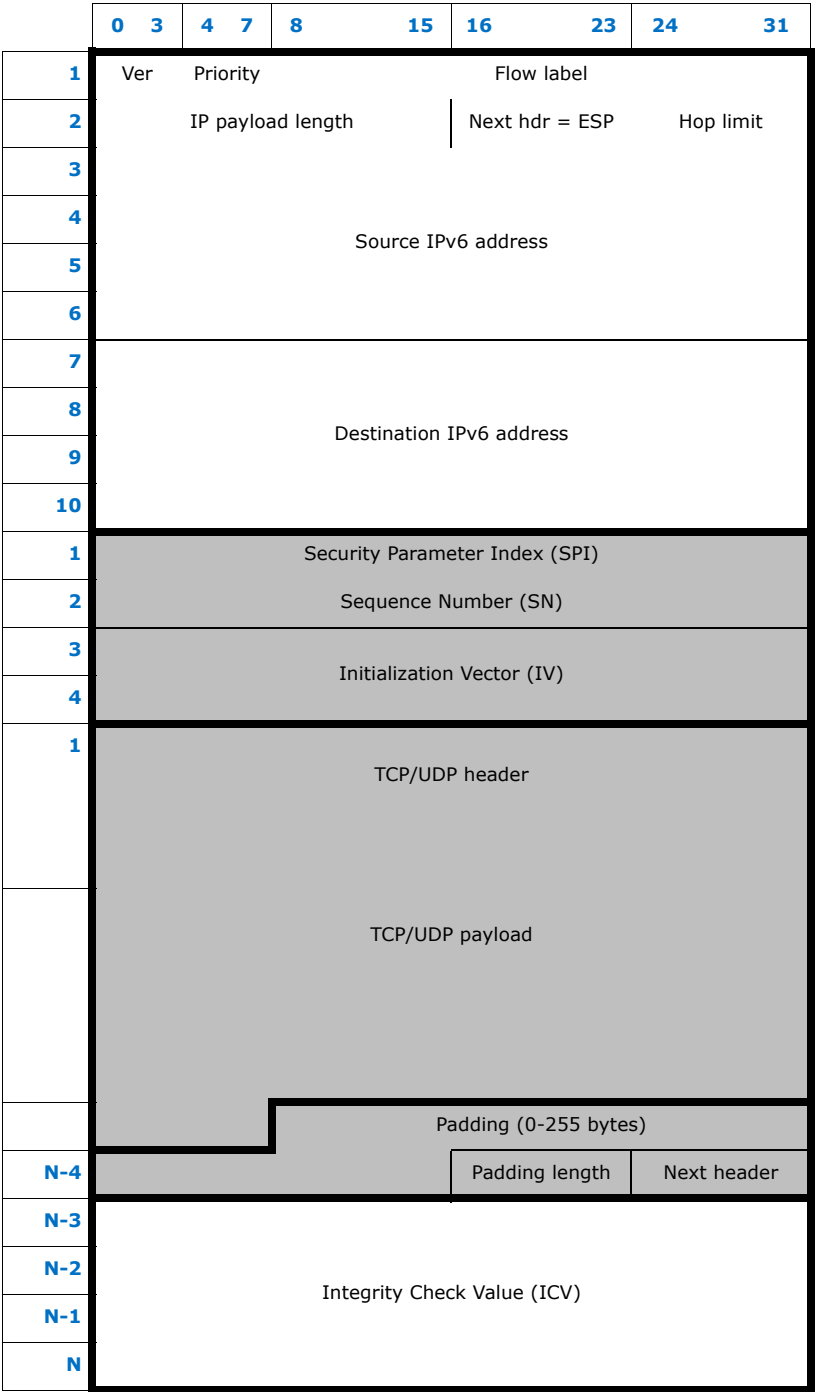 0 3 4 7 8 15 16 23 24 31
1 Ver Priority Flow label
2 IP payload length Next hdr = ESP Hop limit
3
4
Source IPv6 address
5
6
7
8
Destination IPv6 address
9
10
1 Security Parameter Index (SPI)
2 Sequence Number (SN)
3
Initialization Vector (IV)
4
1
TCP/UDP header
TCP/UDP payload
Padding (0-255 bytes)
N-4 Padding length Next header
N-3
N-2
Integrity Check Value (ICV)
N-1
N